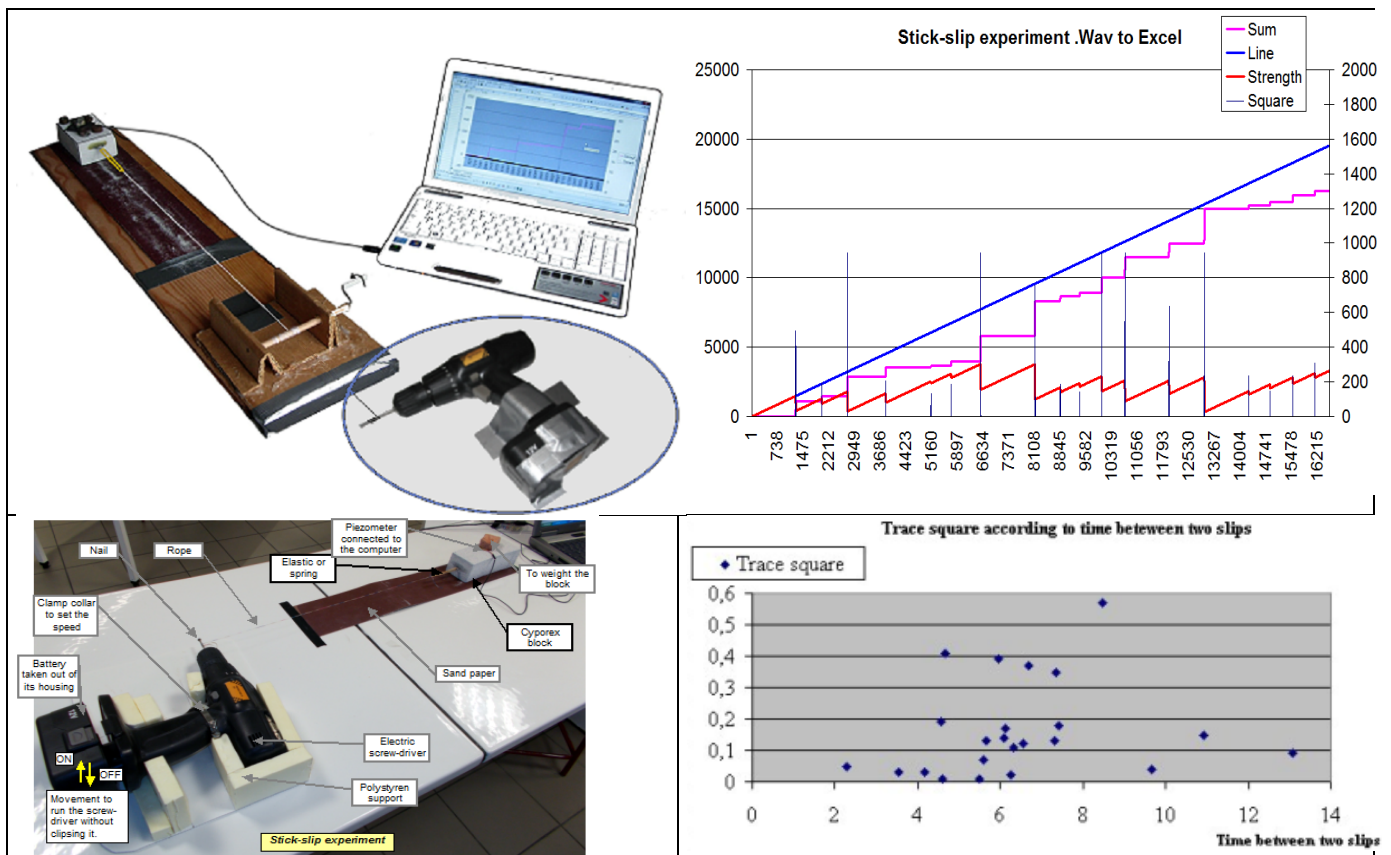 Stick-slip experiment .Wav to Excel
Sum
Line
Strength
Square
25000
20000
15000
10000
5000
0
2000
1800
1600
1400
1200
1000
800
600
400
200
0
1
738
1475
2212
2949
3686
4423
5160
5897
6634
7371
8108
8845
9582
10319
11056
11793
12530
13267
14004
14741
15478
16215
Nail
Rope
Piezometer
connected to
the computer
Elastic or
spring
To weight the
block
Clamp collar
to set the
speed
Cyporex
block
Battery
taken out of
its housing
Sand paper
ON
OFF
Electric
screw-driver
Polystyren
support
Movement to
run the screw-
driver without
clipsing it.
Stick-slip experiment
Trace square according to time beteween two slips
Trace square
0,6
0,5
0,4
0,3
0,2
0,1
0
0
2
4
6
8
10
12
14
Time between two slips